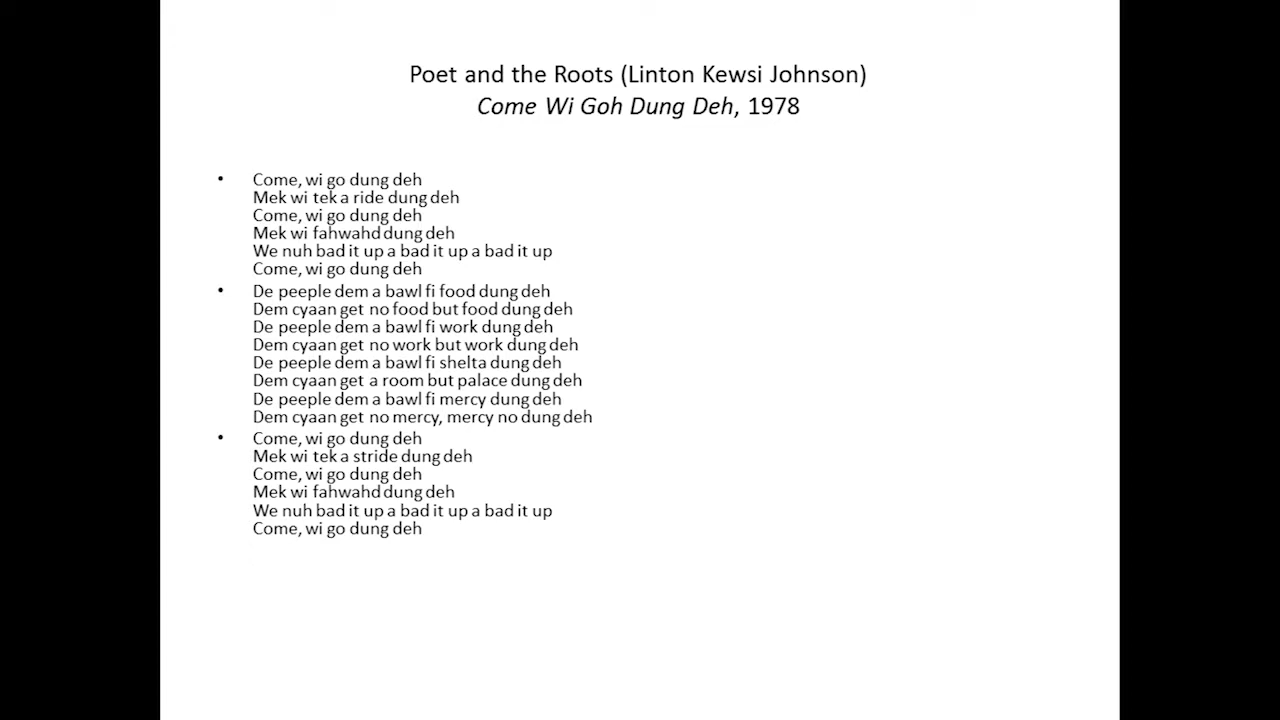 Poet and the Roots (Linton Kewsi Johnson)
Come Wi Goh Dung Deh, 1978
• Come, wi go dung deh
Mek wi tek a ride dung deh
Come, wi go dung deh
Mek wi fahwahd dung deh
We nuh bad it up a bad it up a bad it up
Come, wi go dung deh
• De peeple dem a bawl fi food dung deh
Dem cyaan get no food but food dung deh
De peeple dem a bawl fi work dung deh
Dem cyaan get no work but work dung deh
De peeple dem a bawl fi shelta dung deh
Dem cyaan get a room but palace dung deh
De peeple dem a bawl fi mercy dung deh
Dem cyaan get no mercy, mercy no dung deh
• Come, wi go dung deh
Mek wi tek a stride dung deh
Come, wi go dung deh
Mek wi fahwahd dung deh
We nuh bad it up a bad it up a bad it up
Come, wi go dung deh